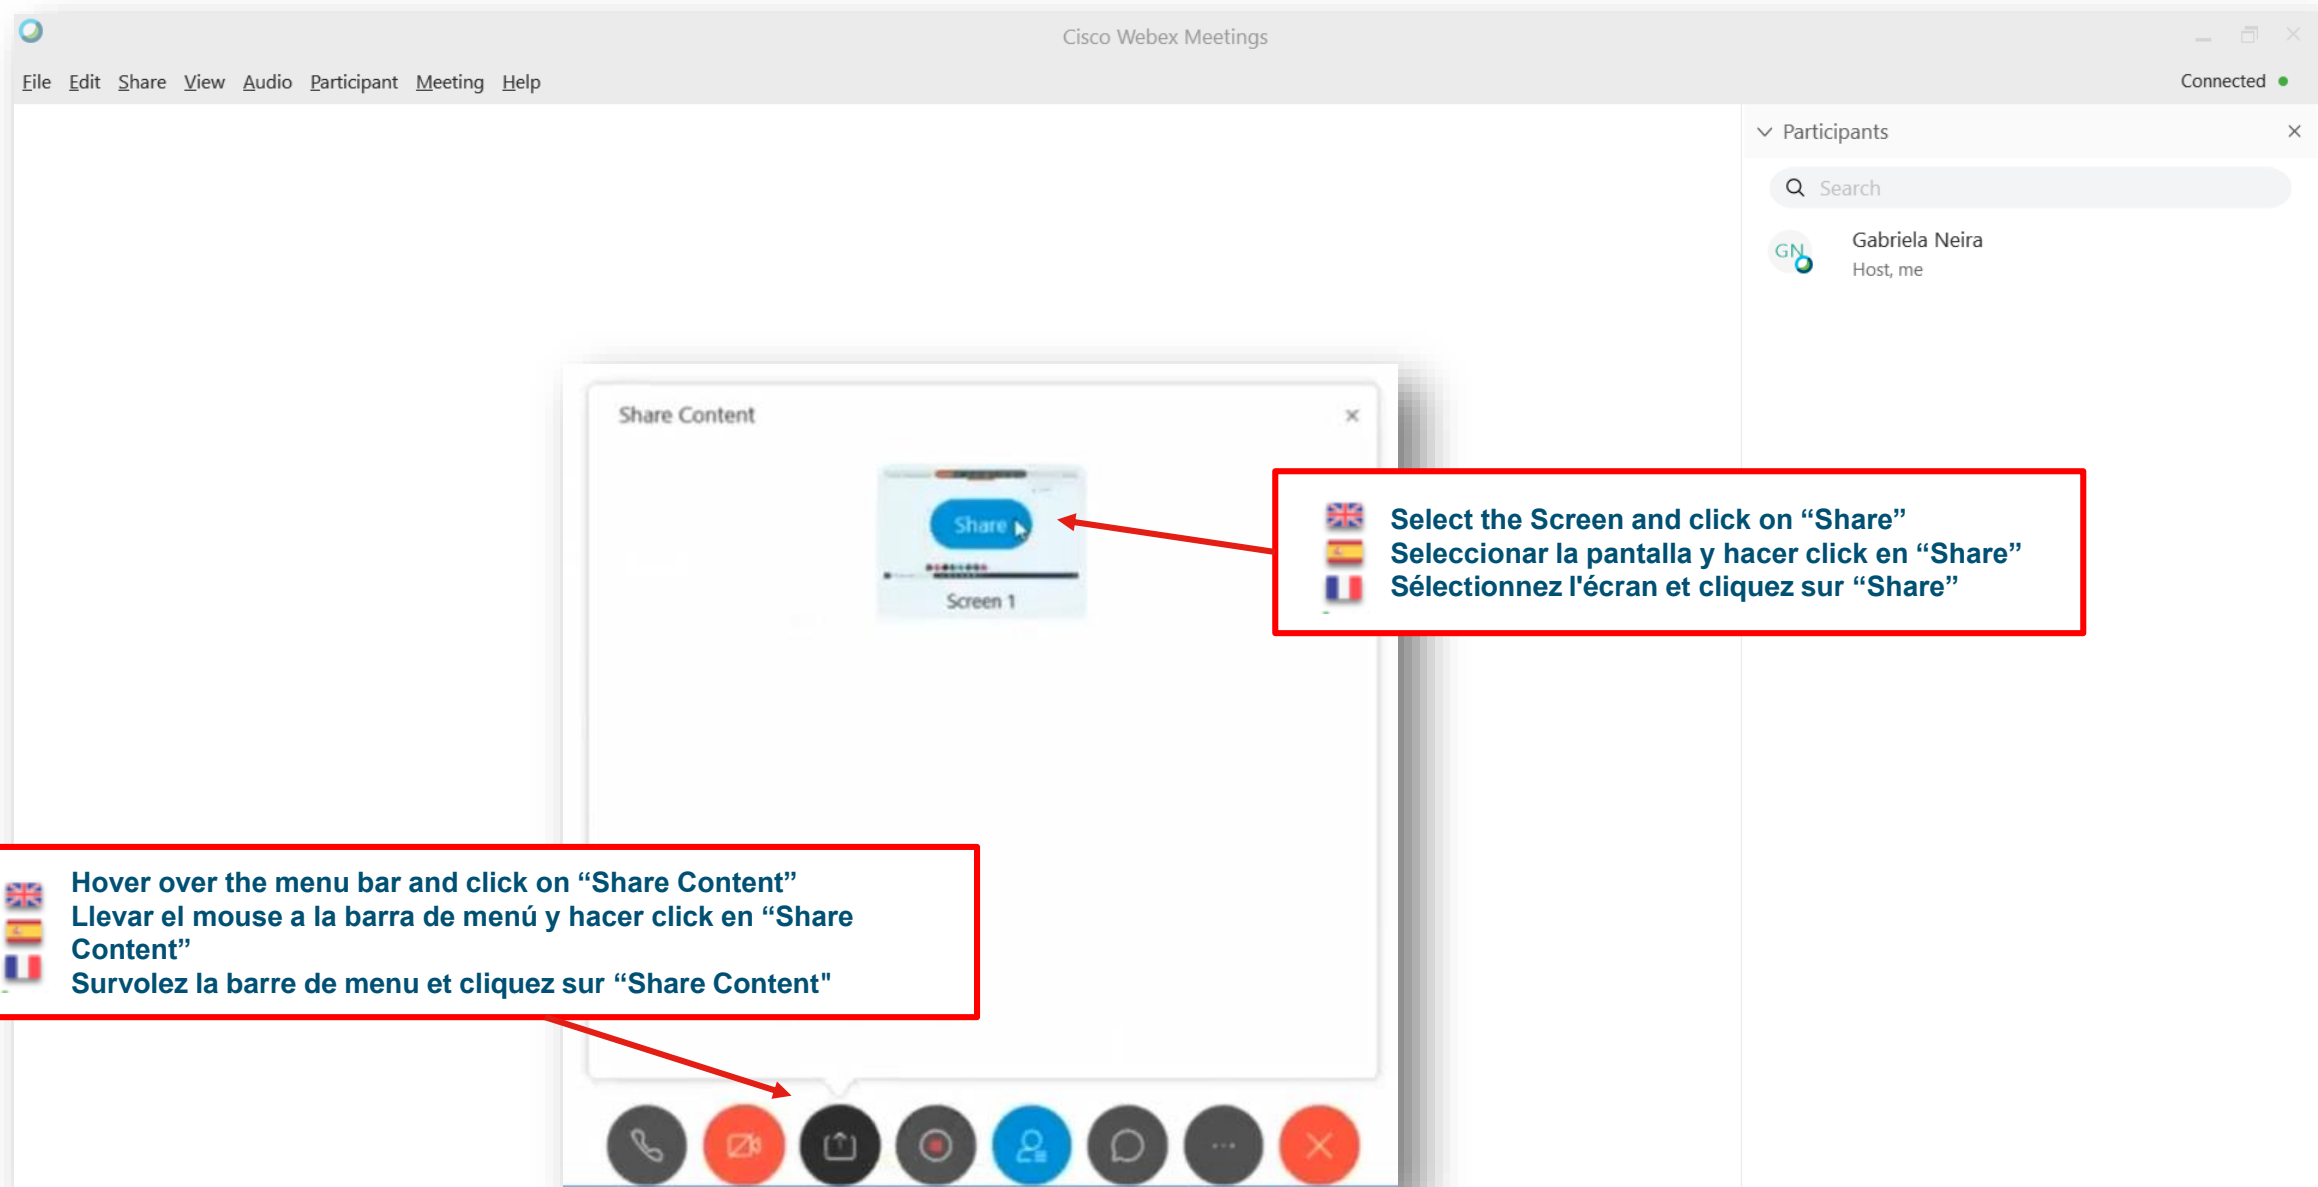 Cisco Webex Meetings
File Edit Share View Audio Participant Meeting Help
Connected
Participants
Search
GN
Gabriela Neira
Host, me
Share Content
Share
Screen 1
Select the Screen and click on “Share”
Seleccionar la pantalla y hacer click en “Share”
Sélectionnez l'écran et cliquez sur “Share”
Hover over the menu bar and click on “Share Content”
Llevar el mouse a la barra de menú y hacer click en “Share
Content”
Survolez la barre de menu et cliquez sur “Share Content"